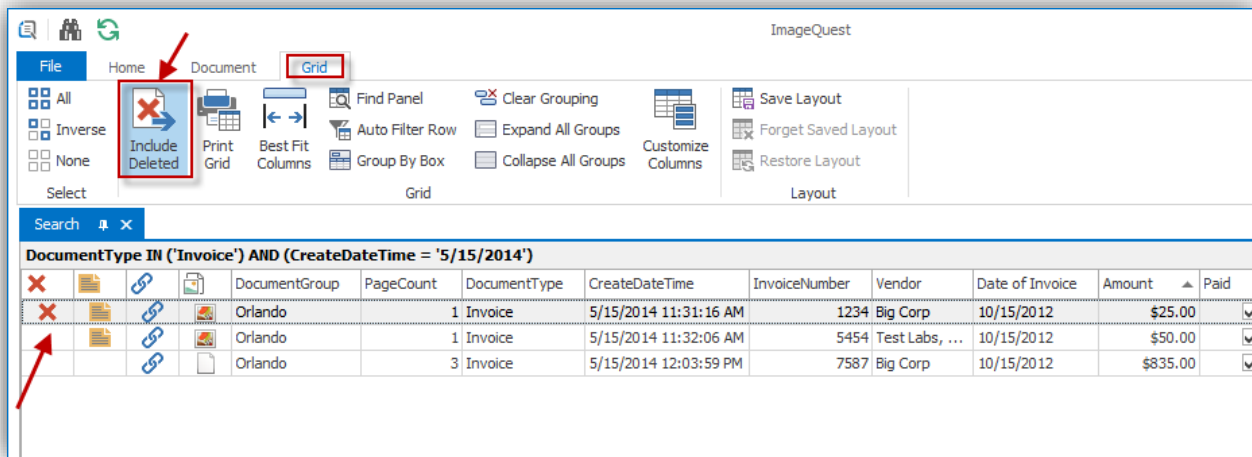 ImageQuest
File Home Document Grid
All
Inverse
None
Select
Include Deleted
Print Grid
Best Fit Columns
Find Panel
Auto Filter Row
Group By Box
Clear Grouping
Expand All Groups
Collapse All Groups
Customize Columns
Grid
Save Layout
Forget Saved Layout
Restore Layout
Layout
Search
DocumentType IN ('Invoice') AND (CreateDateTime = '5/15/2014')
DocumentGroup PageCount DocumentType CreateDateTime InvoiceNumber Vendor Date of Invoice Amount Paid
Orlando 1 Invoice 5/15/2014 11:31:16 AM 1234 Big Corp 10/15/2012 $25.00
Orlando 1 Invoice 5/15/2014 11:32:06 AM 5454 Test Labs, ... 10/15/2012 $50.00
Orlando 3 Invoice 5/15/2014 12:03:59 PM 7587 Big Corp 10/15/2012 $835.00